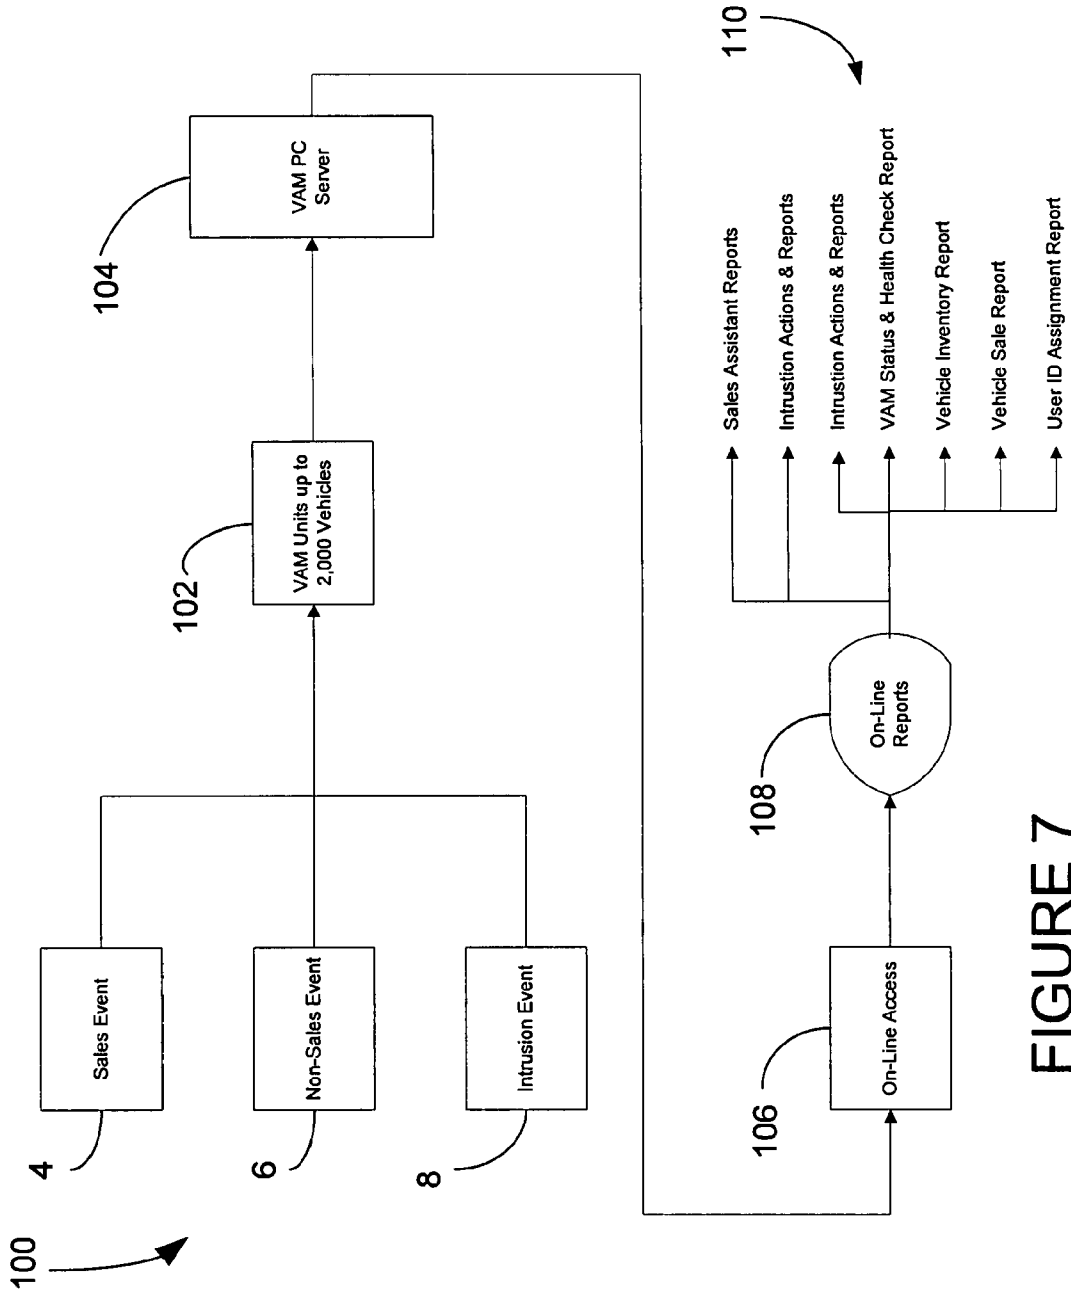 100
4
Sales Event
6
Non-Sales Event
8
Intrusion Event
102
VAM Units up to
2,000 Vehicles
104
VAM PC
Server
106
On-Line Access
108
On-Line
Reports
110
Sales Assistant Reports
Intrustion Actions & Reports
Intrustion Actions & Reports
VAM Status & Health Check Report
Vehicle Inventory Report
Vehicle Sale Report
User ID Assignment Report
FIGURE 7